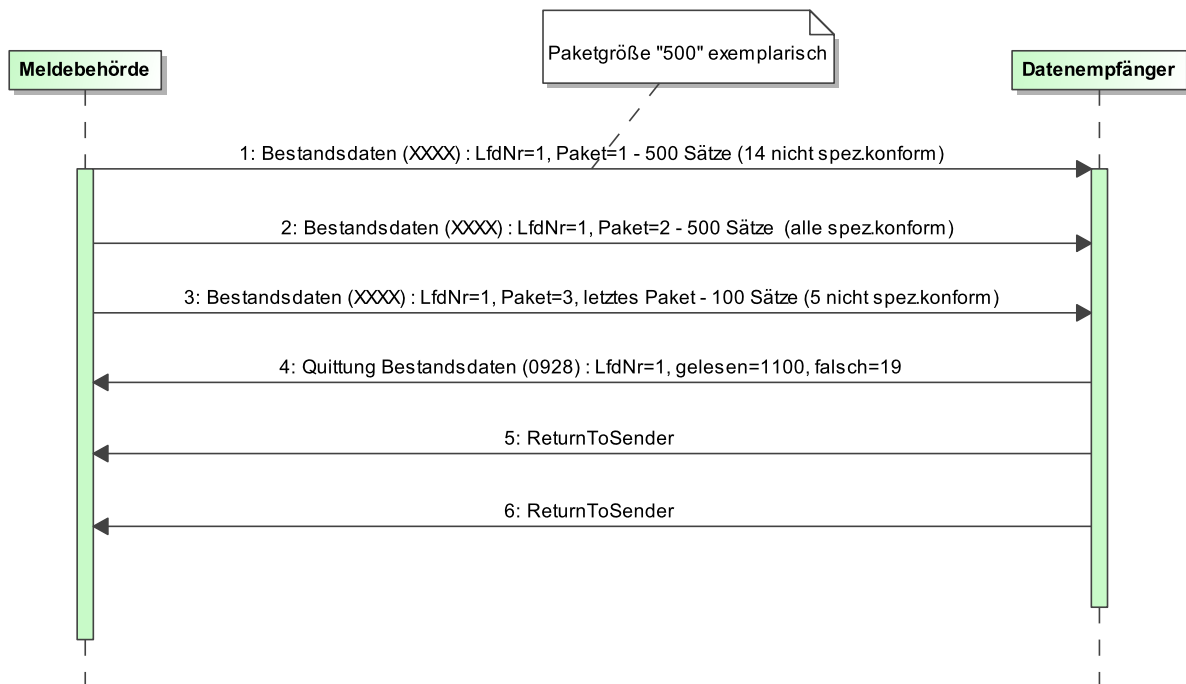 Paketgröße "500" exemplarisch
Meldebehörde
Datenempfänger
1: Bestandsdaten (XXXX) : LfdNr=1, Paket=1 - 500 Sätze (14 nicht spez.konform)
2: Bestandsdaten (XXXX) : LfdNr=1, Paket=2 - 500 Sätze (alle spez.konform)
3: Bestandsdaten (XXXX) : LfdNr=1, Paket=3, letztes Paket - 100 Sätze (5 nicht spez.konform)
4: Quittung Bestandsdaten (0928) : LfdNr=1, gelesen=1100, falsch=19
5: ReturnToSender
6: ReturnToSender